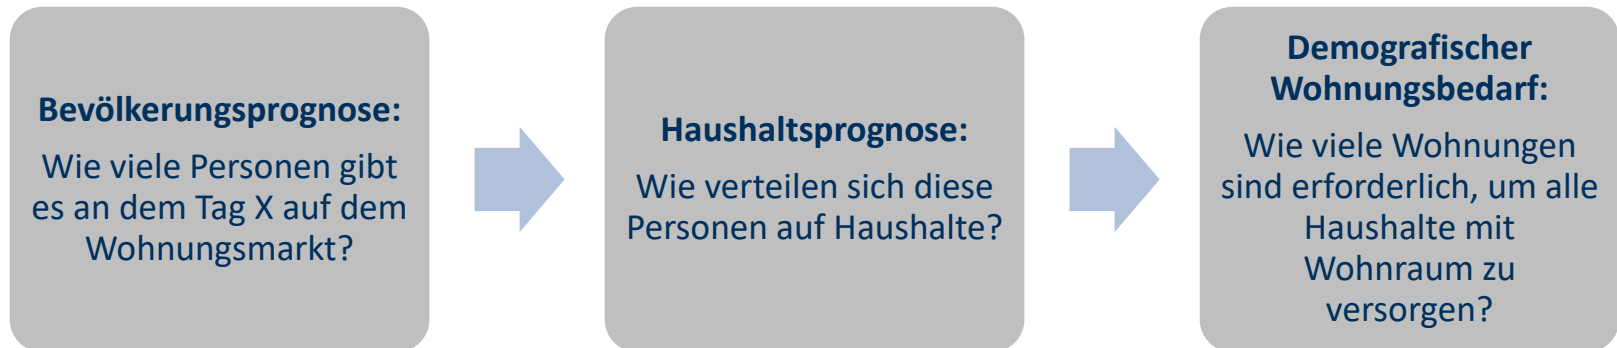 Bevölkerungsprognose:
Wie viele Personen gibt
es an dem Tag X auf dem
Wohnungsmarkt?
Haushaltsprognose:
Wie verteilen sich diese
Personen auf Haushalte?
Demografischer
Wohnungsbedarf:
Wie viele Wohnungen
sind erforderlich, um alle
Haushalte mit
Wohnraum zu
versorgen?